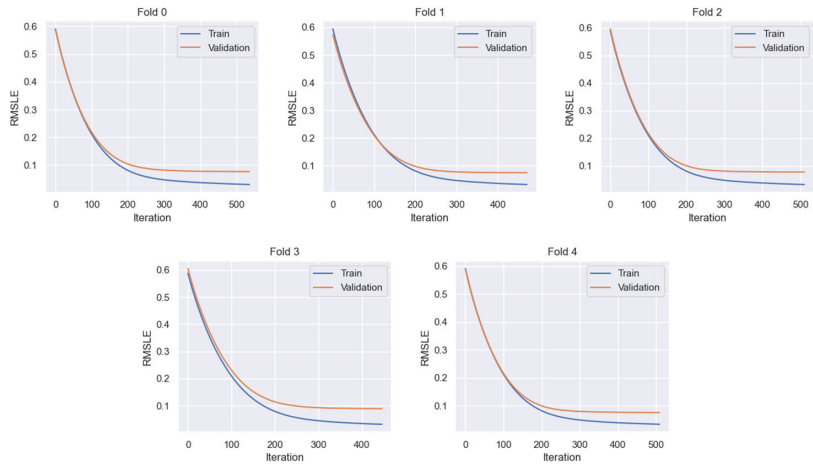 Fold 0
RMSLE
0.6
0.5
0.4
0.3
0.2
0.1
Train
Validation
0 100 200 300 400 500
Iteration
Fold 1
RMSLE
0.6
0.5
0.4
0.3
0.2
0.1
Train
Validation
0 100 200 300 400
Iteration
Fold 2
RMSLE
0.6
0.5
0.4
0.3
0.2
0.1
Train
Validation
0 100 200 300 400 500
Iteration
Fold 3
RMSLE
0.6
0.5
0.4
0.3
0.2
0.1
Train
Validation
0 100 200 300 400
Iteration
Fold 4
RMSLE
0.6
0.5
0.4
0.3
0.2
0.1
Train
Validation
0 100 200 300 400 500
Iteration